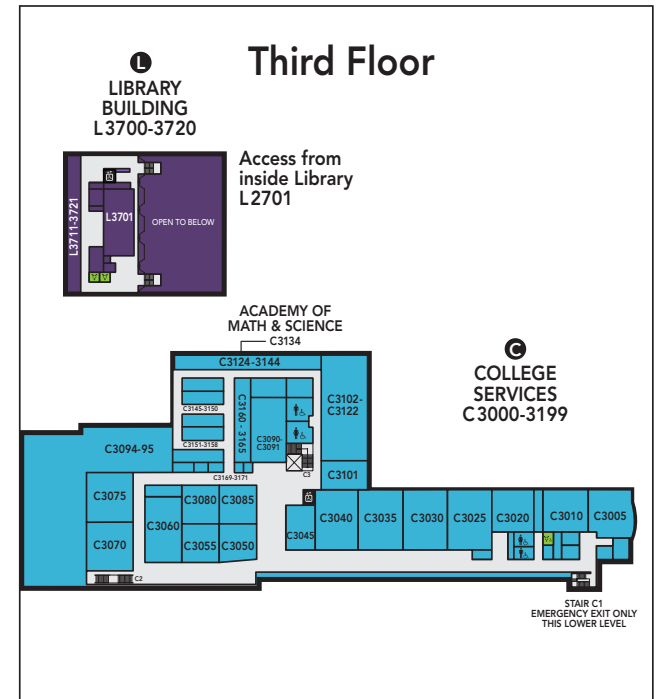 Third Floor
L
LIBRARY
BUILDING
L3700-3720
Access from
inside Library
L2701
L3711-3721
L3701
OPEN TO BELOW
ACADEMY OF
MATH & SCIENCE
C3134
C
COLLEGE
SERVICES
C3000-3199
C3124-3144
C3102-
C3122
C3145-3150
C3160 - 3165
C3151-3158
C3090-
C3091
C3094-95
C3169-3171
C3
C3101
C3075
C3080
C3085
C3060
C3070
C3055
C3050
C3045
C3040
C3035
C3030
C3025
C3020
C3010
C3005
C2
STAIR C1
EMERGENCY EXIT ONLY
THIS LOWER LEVEL